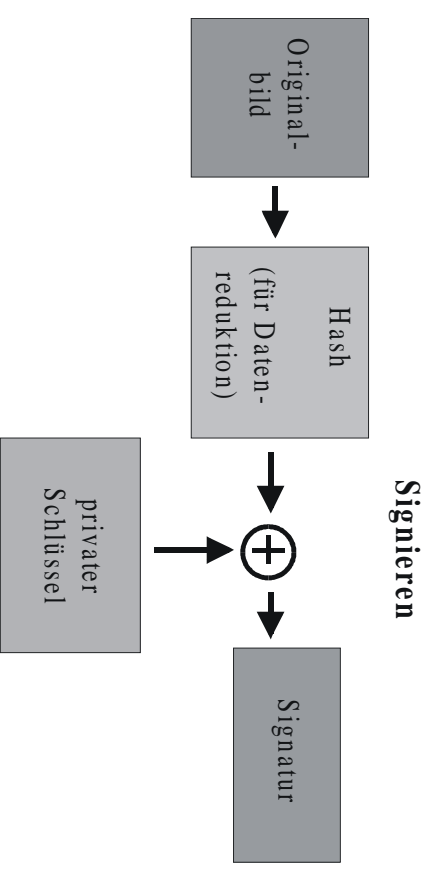 Signieren
Original-
bild
Hash
(für Daten-
reduktion)
privater
Schlüssel
Signatur